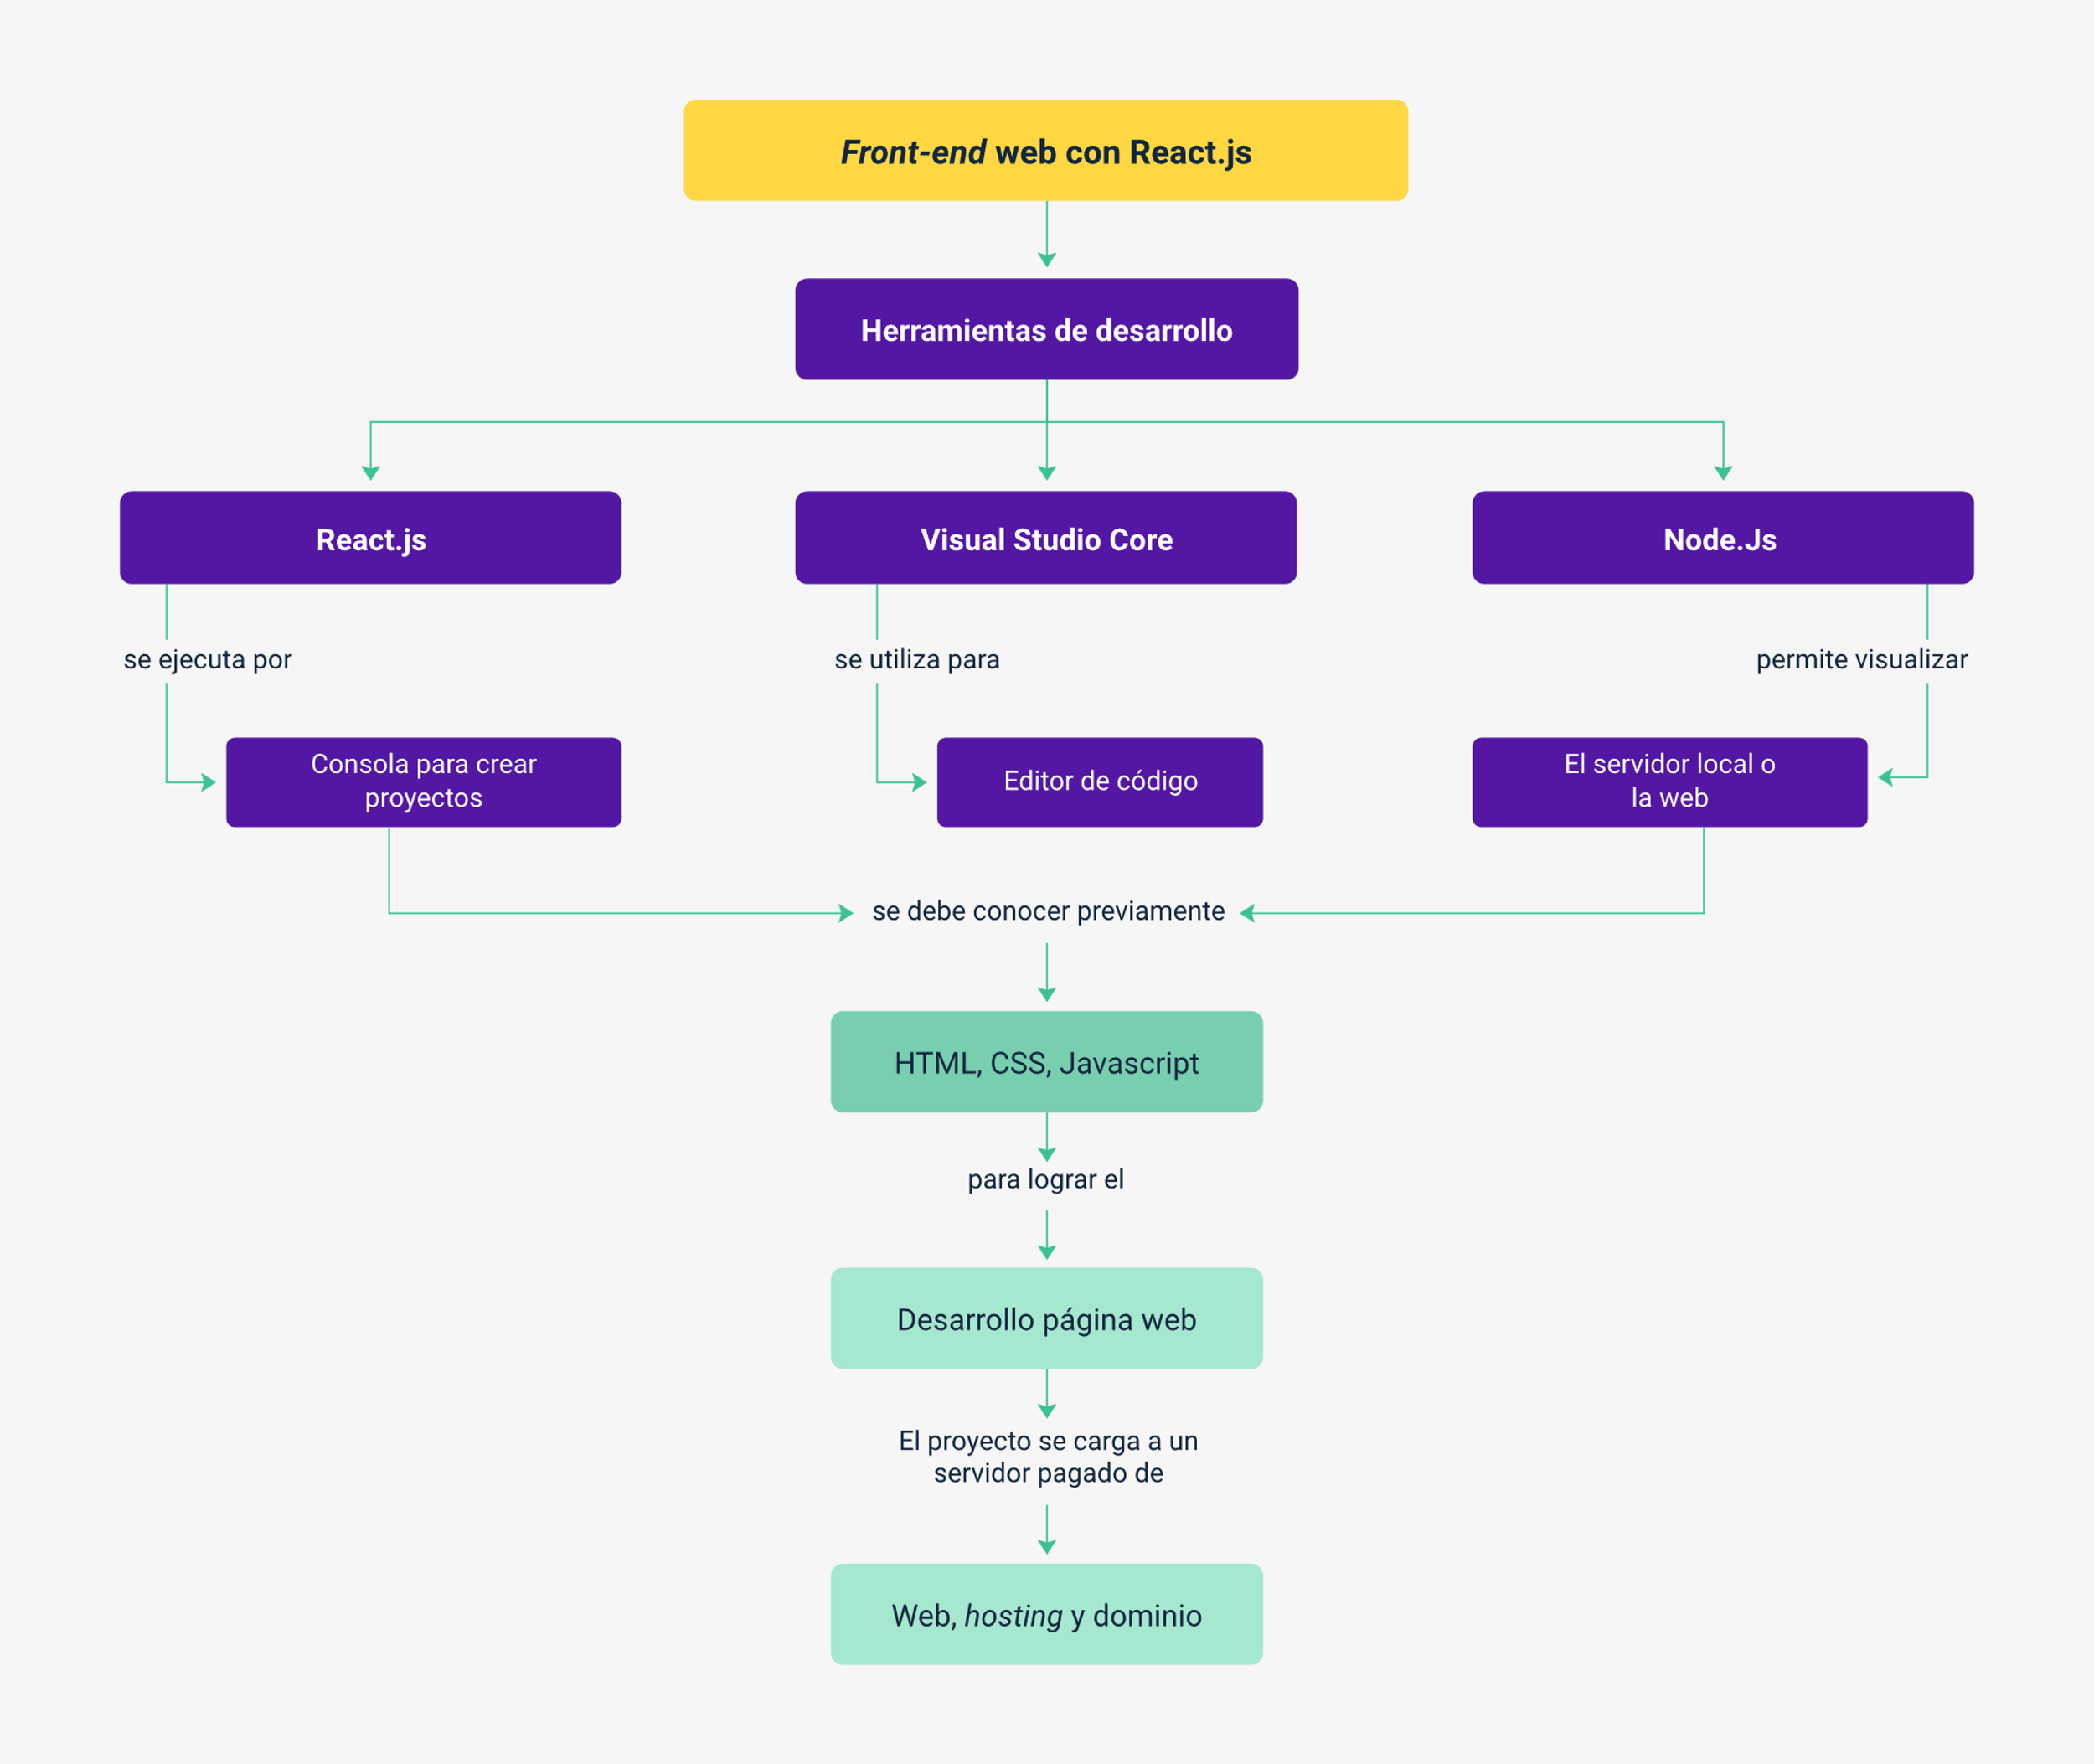 Front-end web con React.js
Herramientas de desarrollo
React.js
Visual Studio Core
Node.Js
se ejecuta por
se utiliza para
permite visualizar
Consola para crear
proyectos
Editor de código
El servidor local o
la web
se debe conocer previamente
HTML, CSS, Javascript
para lograr el
Desarrollo página web
El proyecto se carga a un
servidor pagado de
Web, hosting y dominio